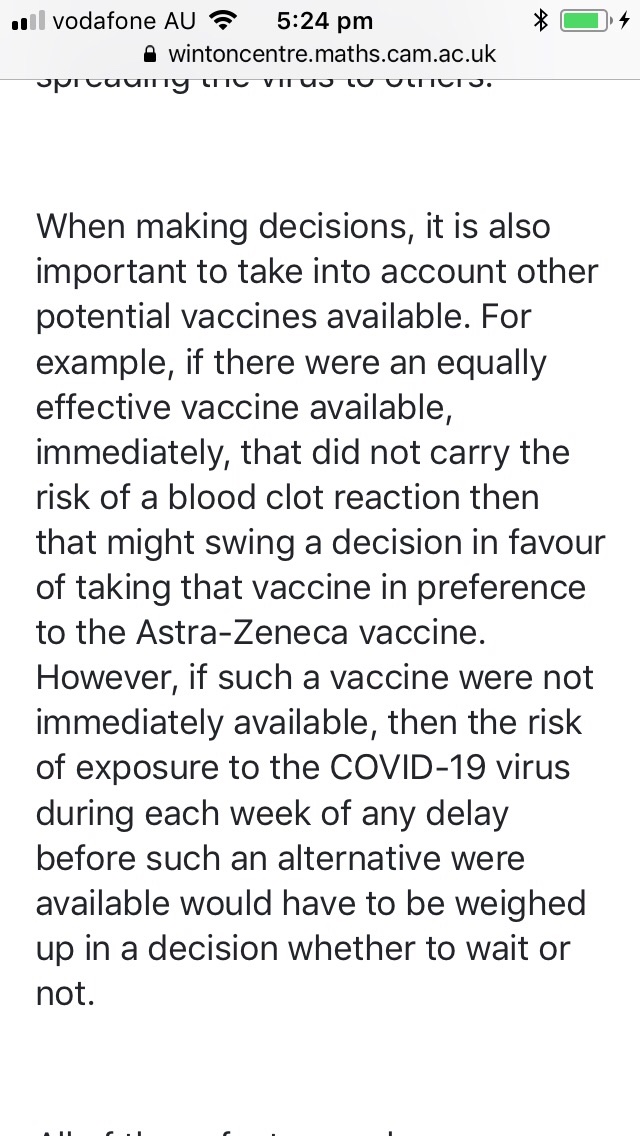 vodafone AU 5:24 pm
wintoncentre.maths.cam.ac.uk
spreading the virus to others.
When making decisions, it is also
important to take into account other
potential vaccines available. For
example, if there were an equally
effective vaccine available,
immediately, that did not carry the
risk of a blood clot reaction then
that might swing a decision in favour
of taking that vaccine in preference
to the Astra-Zeneca vaccine.
However, if such a vaccine were not
immediately available, then the risk
of exposure to the COVID-19 virus
during each week of any delay
before such an alternative were
available would have to be weighed
up in a decision whether to wait or
not.